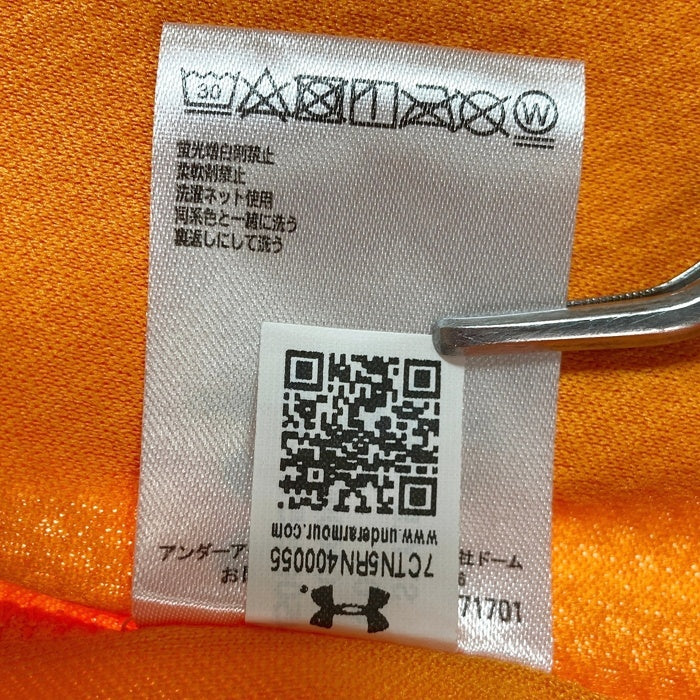 30
W
蛍光増白剤禁止
柔軟剤禁止
洗濯ネット使用
同系色と一緒に洗う
裏返しにして洗う
www.underarmour.com
7CTN5RN400055
アンダーア
社ドーム
お
6
71701